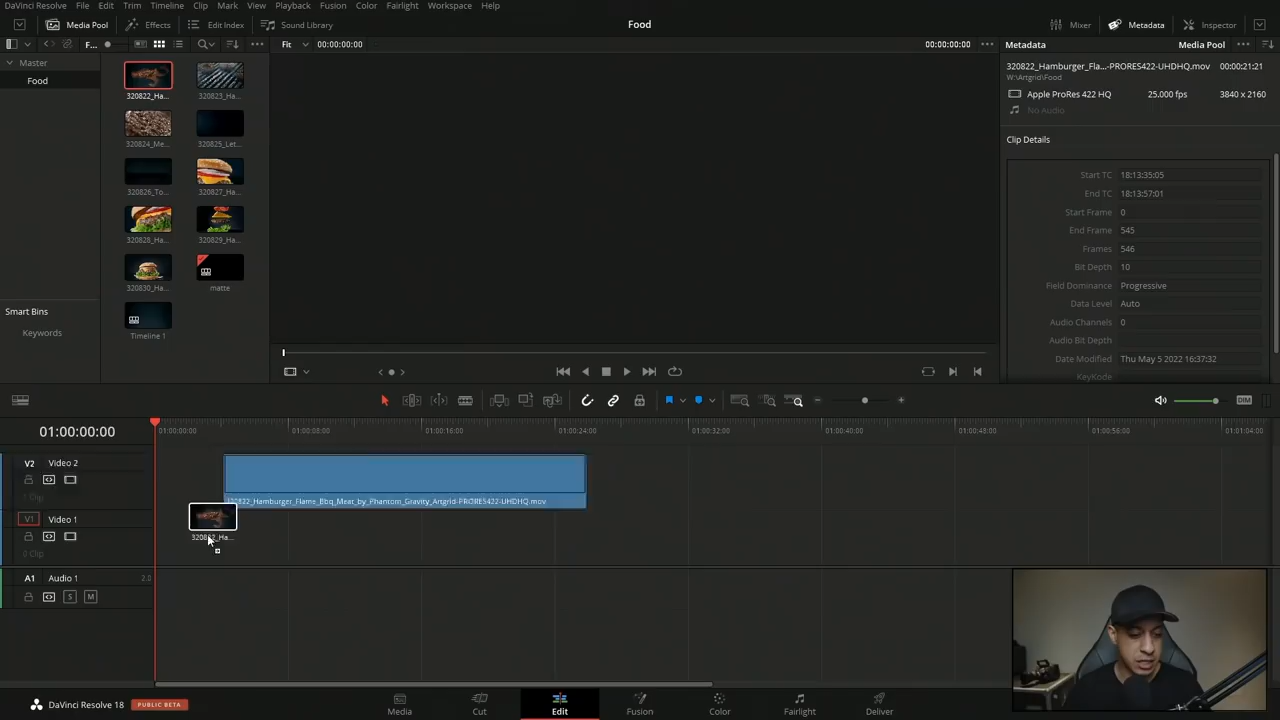 DaVinci Resolve File Edit Trim Timeline Clip Mark View Playback Fusion Color Fairlight Workspace Help
Media Pool Effects Edit Index Sound Library Food Mixer Metadata Inspector
F... Fit 00:00:00:00 00:00:00:00 Metadata Media Pool
Master
Food
320822_Ha... 320823_Ha...
320824_Me... 320825_Let...
320826_To... 320827_Ha...
320828_Ha... 320829_Ha...
320830_Ha... matte
Timeline 1
Smart Bins
Keywords
320822_Hamburger_Fla...-PRORES422-UHDHQ.mov 00:00:21:21
W:\Artgrid\Food
Apple ProRes 422 HQ 25.000 fps 3840 x 2160
No Audio
Clip Details
Start TC 18:13:35:05
End TC 18:13:57:01
Start Frame 0
End Frame 545
Frames 546
Bit Depth 10
Field Dominance Progressive
Data Level Auto
Audio Channels 0
Audio Bit Depth
Date Modified Thu May 5 2022 16:37:32
KeyKode
DIM
01:00:00:00 01:00:00:00 01:00:08:00 01:00:16:00 01:00:24:00 01:00:32:00 01:00:40:00 01:00:48:00 01:00:56:00 01:01:04:00
V2 Video 2
1 Clip
320822_Hamburger_Flame_Bbq_Meat_by_Phantom_Gravity_Artgrid-PRORES422-UHDHQ.mov
V1 Video 1
320822_Ha...
0 Clip
A1 Audio 1 2.0
S M
DaVinci Resolve 18 PUBLIC BETA
Media Cut Edit Fusion Color Fairlight Deliver